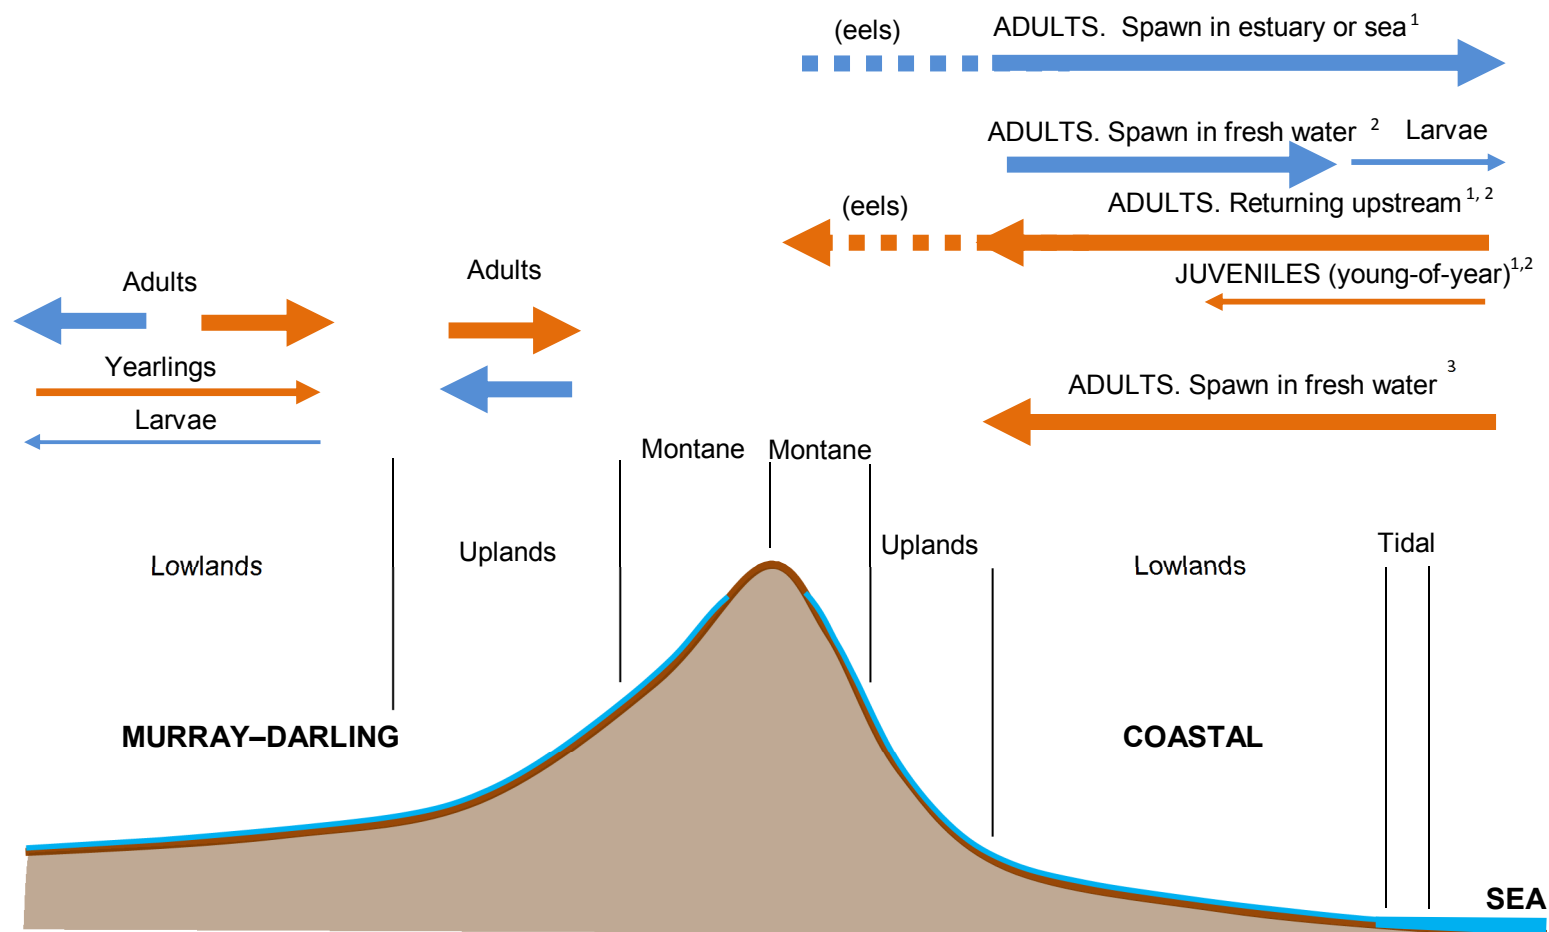 (eels)
ADULTS. Spawn in estuary or sea 1
ADULTS. Spawn in fresh water 2
Larvae
(eels)
ADULTS. Returning upstream 1, 2
JUVENILES (young-of-year) 1,2
Adults
Adults
Yearlings
Larvae
ADULTS. Spawn in fresh water 3
Montane
Montane
Lowlands
Uplands
Uplands
Lowlands
Tidal
MURRAY–DARLING
COASTAL
SEA